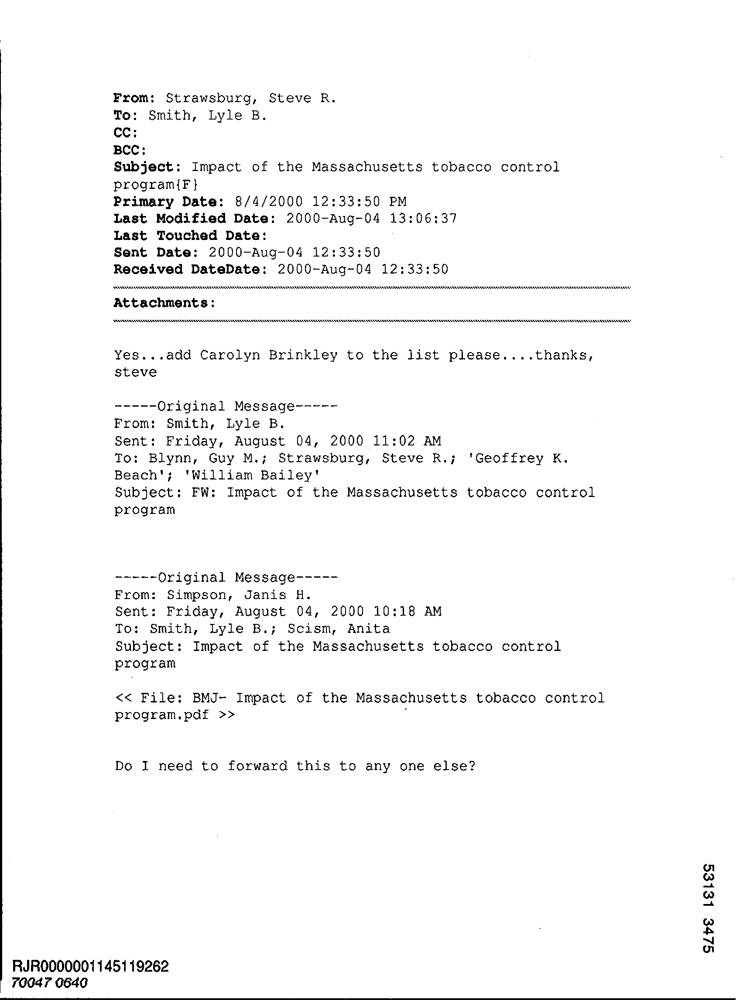 From: Strawsburg, Steve R.
To: Smith, Lyle B.
CC:
BCC:
Subject: Impact of the Massachusetts tobacco control
program{F}
Primary Date: 8/4/2000 12:33:50 PM
Last Modified Date: 2000-Aug-04 13:06:37
Last Touched Date:
Sent Date: 2000-Aug-04 12:33:50
Received DateDate: 2000-Aug-04 12:33:50
Attachments:
Yes...add Carolyn Brinkley to the list please....thanks,
steve
-----Original Message-----
From: Smith, Lyle B.
Sent: Friday, August 04, 2000 11:02 AM
To: Blynn, Guy M.; Strawsburg, Steve R.; 'Geoffrey K.
Beach'; 'William Bailey'
Subject: FW: Impact of the Massachusetts tobacco control
program
-----Original Message-----
From: Simpson, Janis H.
Sent: Friday, August 04, 2000 10:18 AM
To: Smith, Lyle B.; Scism, Anita
Subject: Impact of the Massachusetts tobacco control
program
<< File: BMJ- Impact of the Massachusetts tobacco control
program.pdf >>
Do I need to forward this to any one else?
53131 3475
RJR0000001145119262
70047 0640